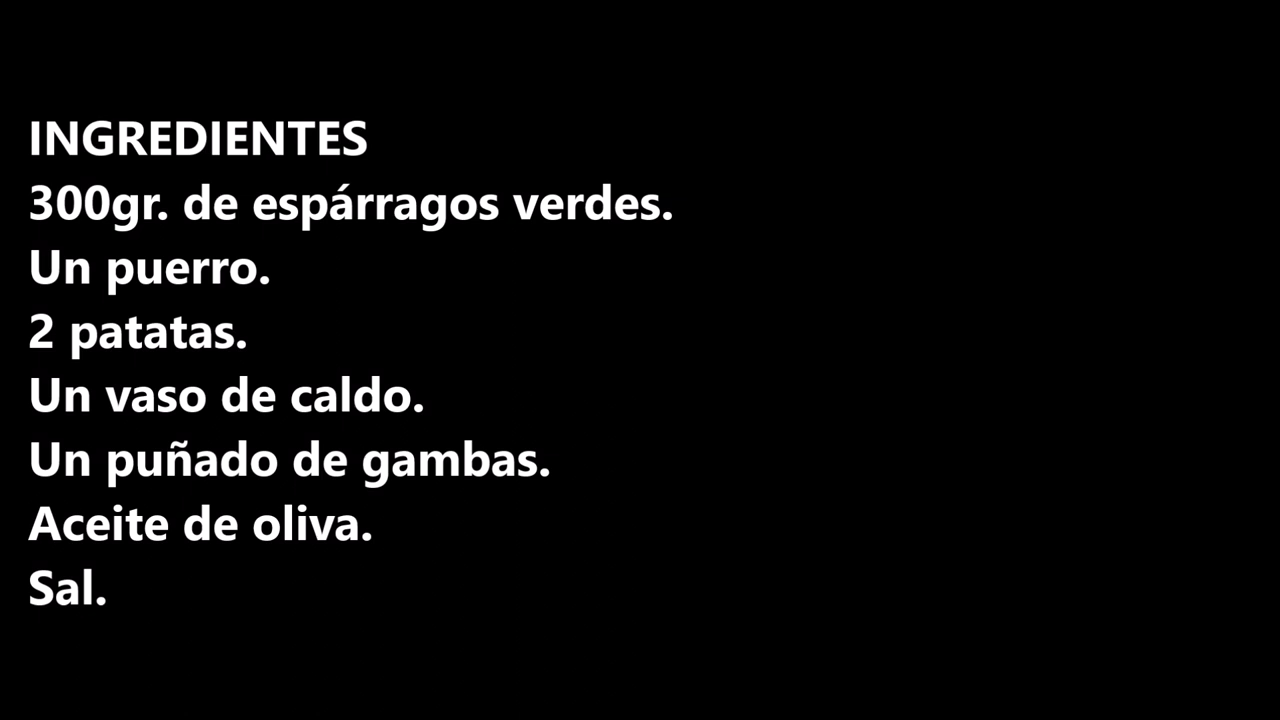 INGREDIENTES
300gr. de espárragos verdes.
Un puerro.
2 patatas.
Un vaso de caldo.
Un puñado de gambas.
Aceite de oliva.
Sal.